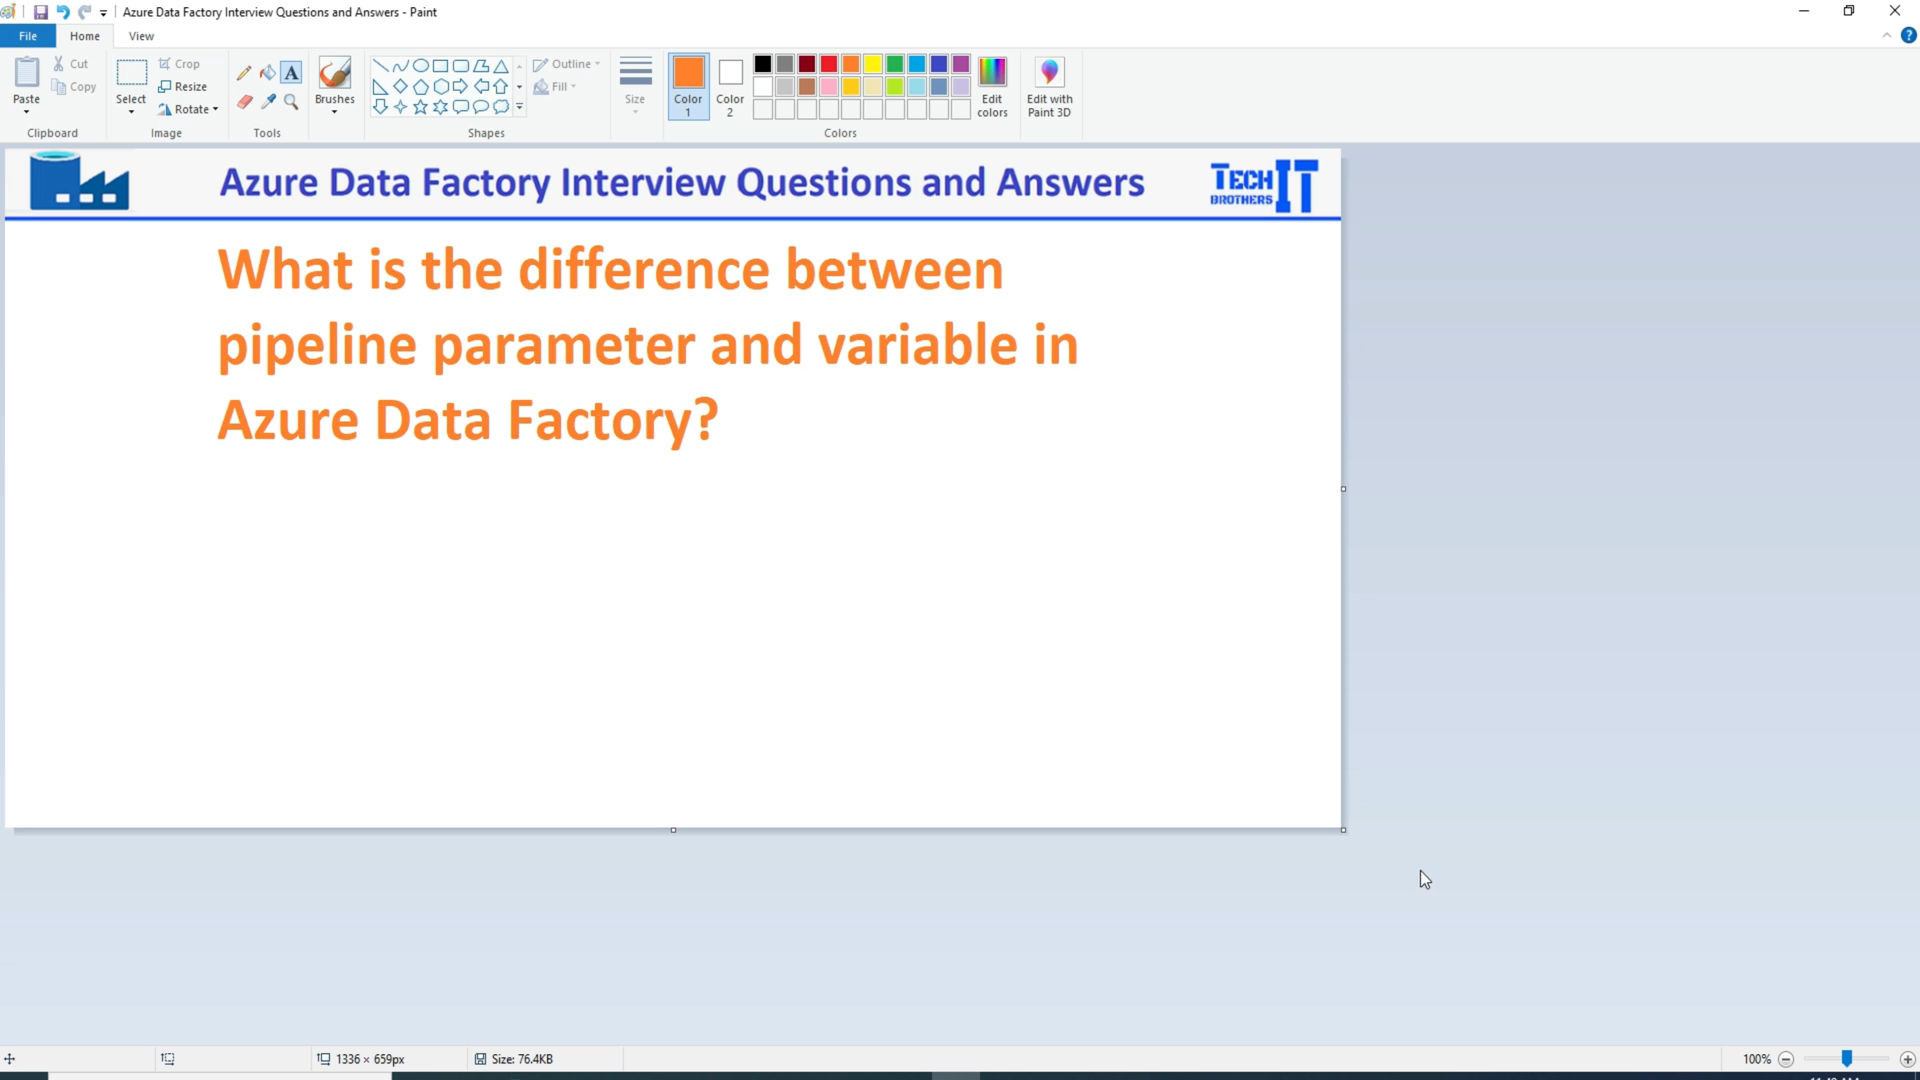 Azure Data Factory Interview Questions and Answers - Paint
File Home View
Paste
Cut
Copy
Clipboard
Select
Crop
Resize
Rotate
Image
A
Tools
Brushes
Outline
Fill
Shapes
Size
Color 1
Color 2
Edit colors
Colors
Edit with Paint 3D
?
Azure Data Factory Interview Questions and Answers
TECH BROTHERS IT
What is the difference between
pipeline parameter and variable in
Azure Data Factory?
1336 × 659px
Size: 76.4KB
100%